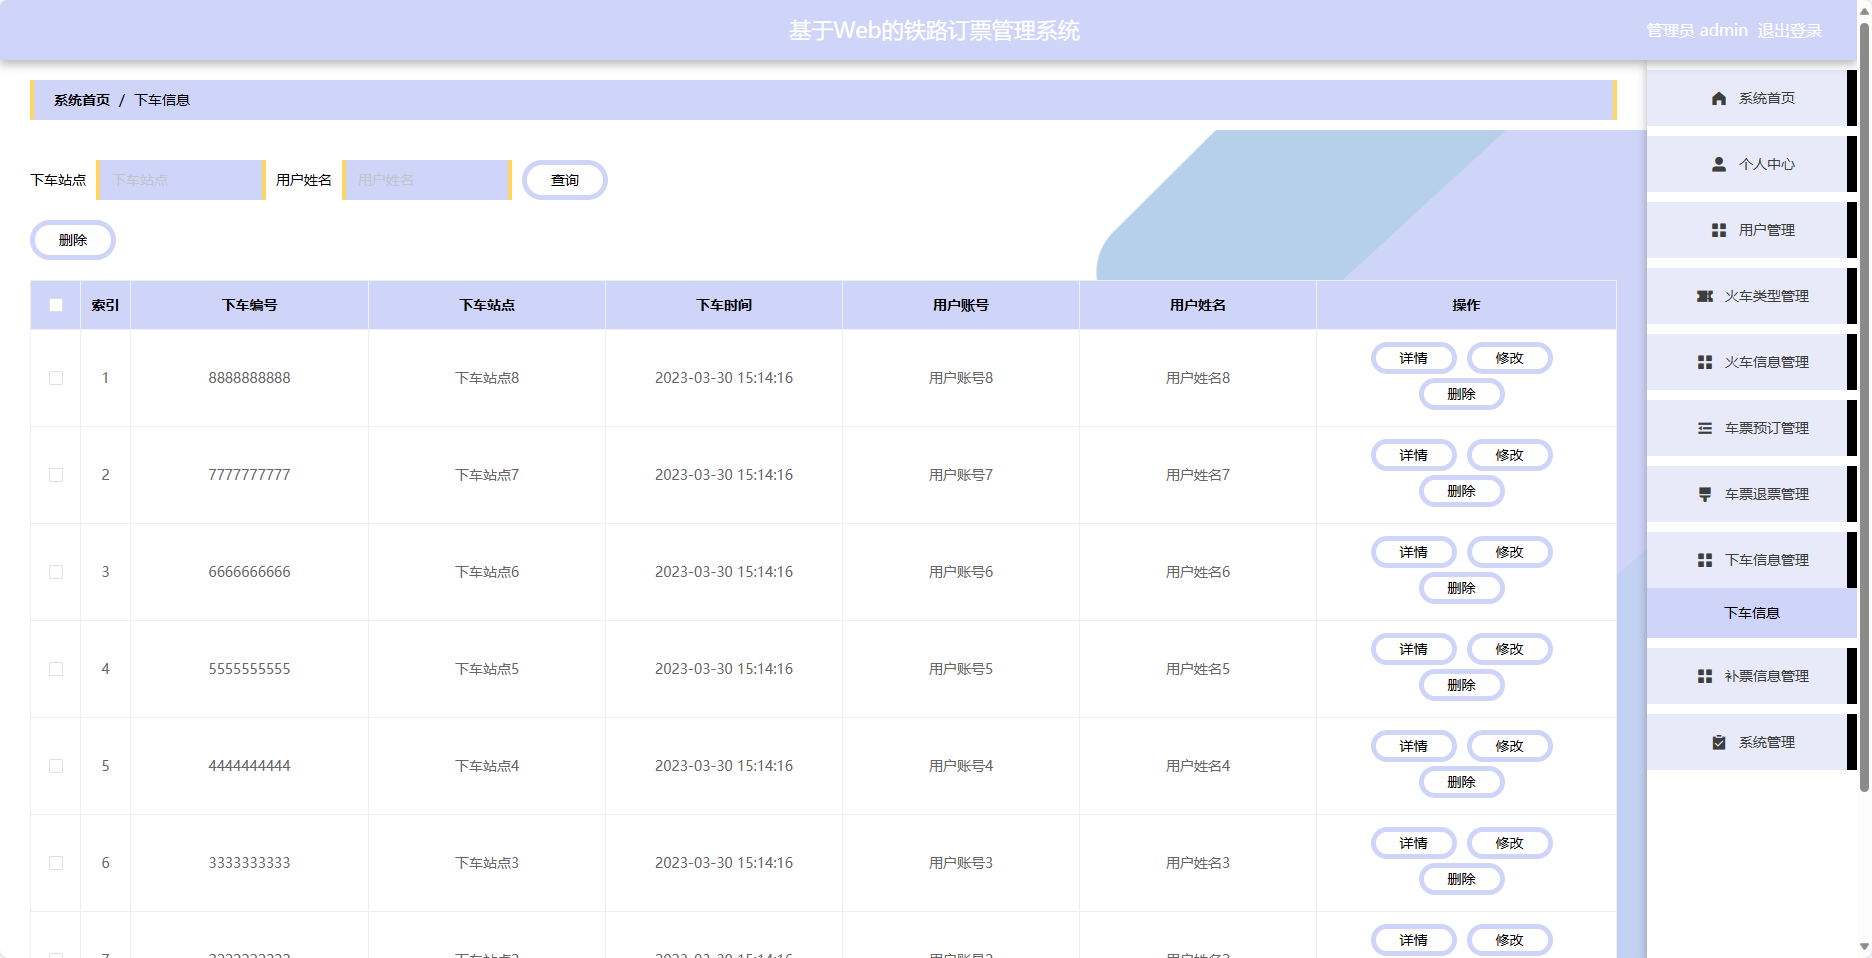 基于Web的铁路订票管理系统
管理员 admin 退出登录
系统首页 / 下车信息
下车站点 下车站点 用户姓名 用户姓名 查询
删除
索引 下车编号 下车站点 下车时间 用户账号 用户姓名 操作
1 8888888888 下车站点8 2023-03-30 15:14:16 用户账号8 用户姓名8 详情 修改
删除
2 7777777777 下车站点7 2023-03-30 15:14:16 用户账号7 用户姓名7 详情 修改
删除
3 6666666666 下车站点6 2023-03-30 15:14:16 用户账号6 用户姓名6 详情 修改
删除
4 5555555555 下车站点5 2023-03-30 15:14:16 用户账号5 用户姓名5 详情 修改
删除
5 4444444444 下车站点4 2023-03-30 15:14:16 用户账号4 用户姓名4 详情 修改
删除
6 3333333333 下车站点3 2023-03-30 15:14:16 用户账号3 用户姓名3 详情 修改
删除
详情 修改
系统首页
个人中心
用户管理
火车类型管理
火车信息管理
车票预订管理
车票退票管理
下车信息管理
下车信息
补票信息管理
系统管理